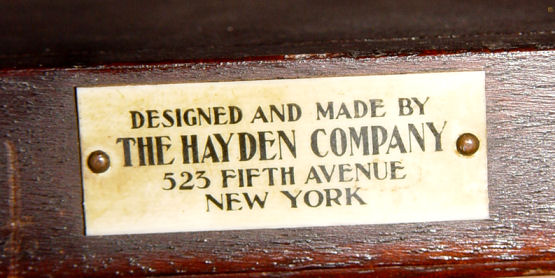 DESIGNED AND MADE BY
THE HAYDEN COMPANY
523 FIFTH AVENUE
NEW YORK